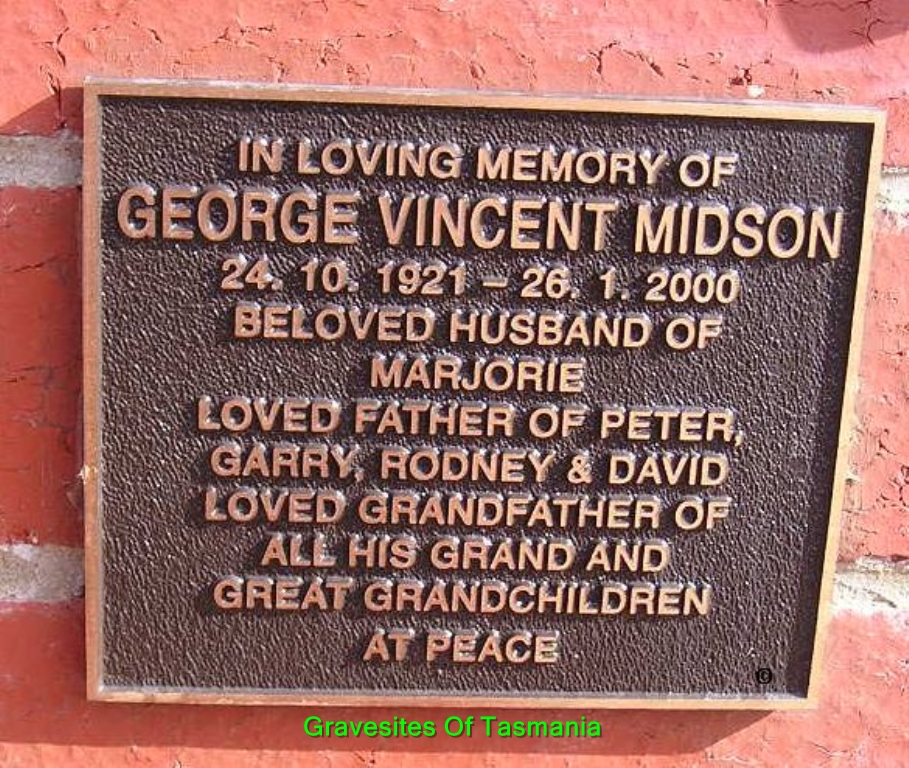 IN LOVING MEMORY OF
GEORGE VINCENT MIDSON
24. 10. 1921 – 26. 1. 2000
BELOVED HUSBAND OF
MARJORIE
LOVED FATHER OF PETER,
GARRY, RODNEY & DAVID
LOVED GRANDFATHER OF
ALL HIS GRAND AND
GREAT GRANDCHILDREN
AT PEACE
©
Gravesites Of Tasmania